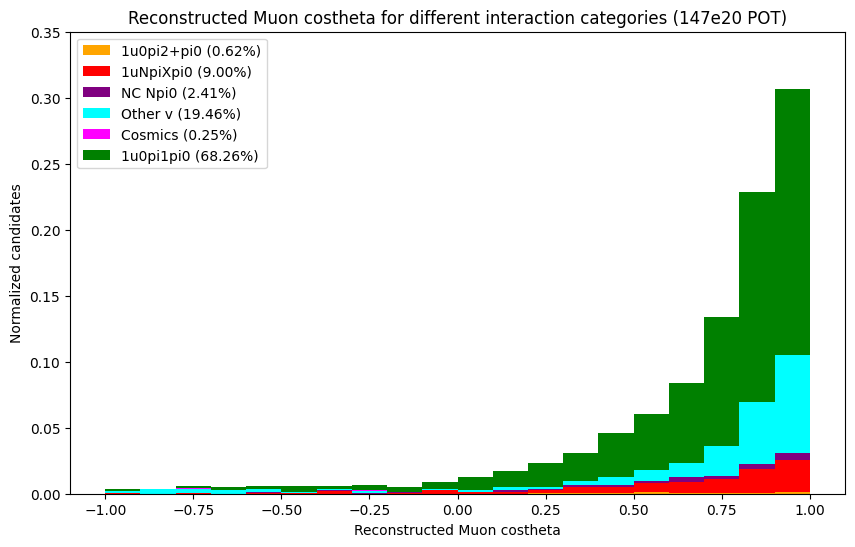 Reconstructed Muon costheta for different interaction categories (147e20 POT)
1u0pi2+pi0 (0.62%)
1uNpiXpi0 (9.00%)
NC Npi0 (2.41%)
Other v (19.46%)
Cosmics (0.25%)
1u0pi1pi0 (68.26%)
Normalized candidates
0.35
0.30
0.25
0.20
0.15
0.10
0.05
0.00
−1.00 −0.75 −0.50 −0.25 0.00 0.25 0.50 0.75 1.00
Reconstructed Muon costheta